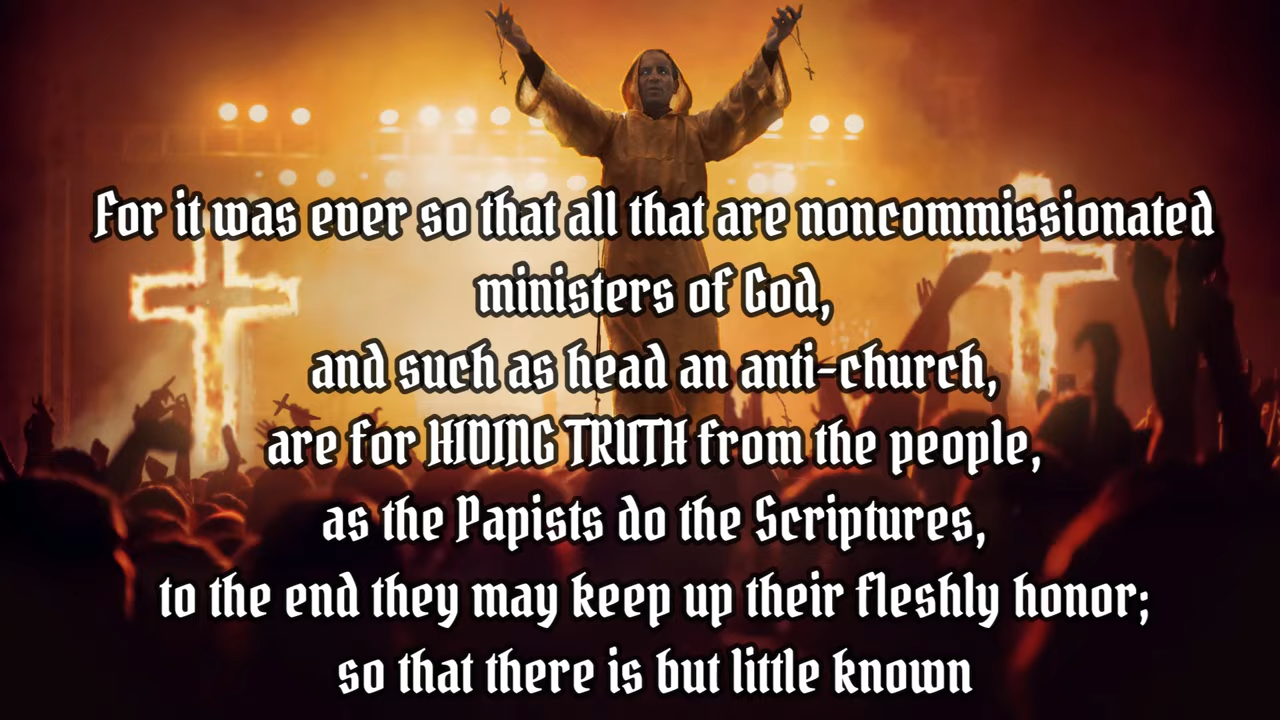 For it was ever so that all that are noncommissionated
ministers of God,
and such as head an anti-church,
are for HIDING TRUTH from the people,
as the Papists do the Scriptures,
to the end they may keep up their fleshly honor;
so that there is but little known